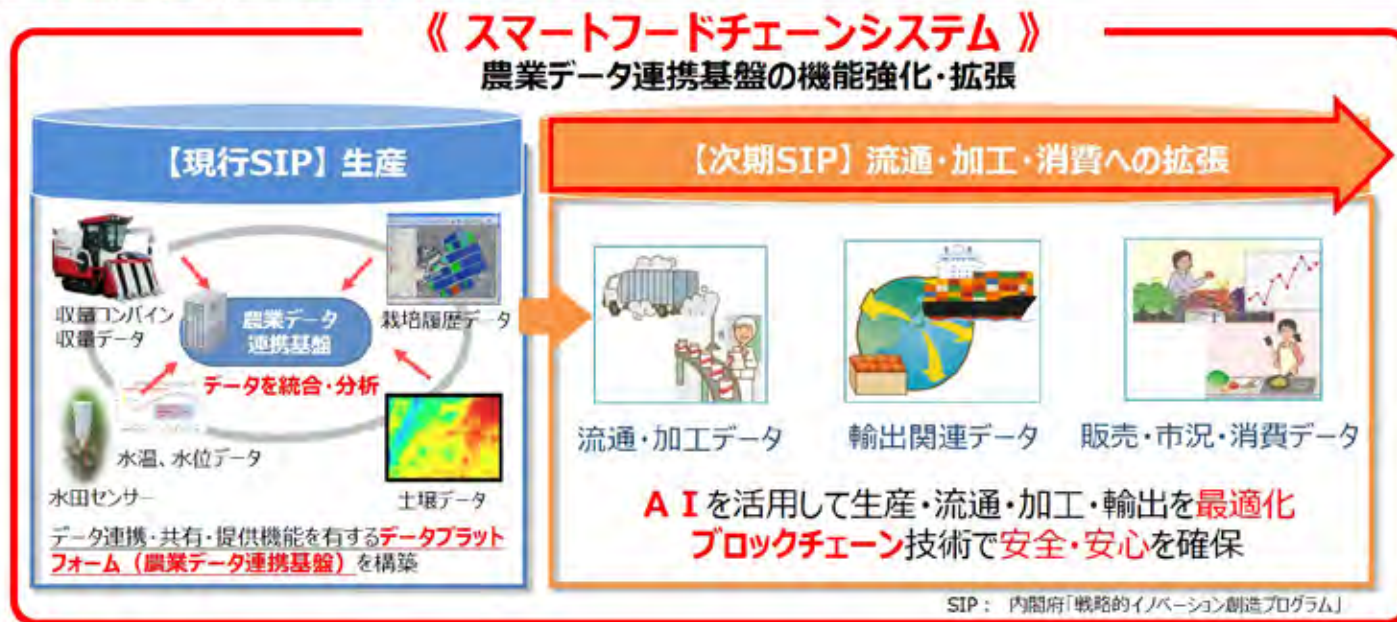 《 スマートフードチェーンシステム 》
農業データ連携基盤の機能強化・拡張
【現行SIP】生産
【次期SIP】流通・加工・消費への拡張
収量コンバイン
収量データ
農業データ
連携基盤
栽培履歴データ
データを統合・分析
水温、水位データ
水田センサー
土壌データ
データ連携・共有・提供機能を有するデータプラット
フォーム（農業データ連携基盤）を構築
流通・加工データ
輸出関連データ
販売・市況・消費データ
ＡＩを活用して生産・流通・加工・輸出を最適化
ブロックチェーン技術で安全・安心を確保
SIP： 内閣府「戦略的イノベーション創造プログラム」